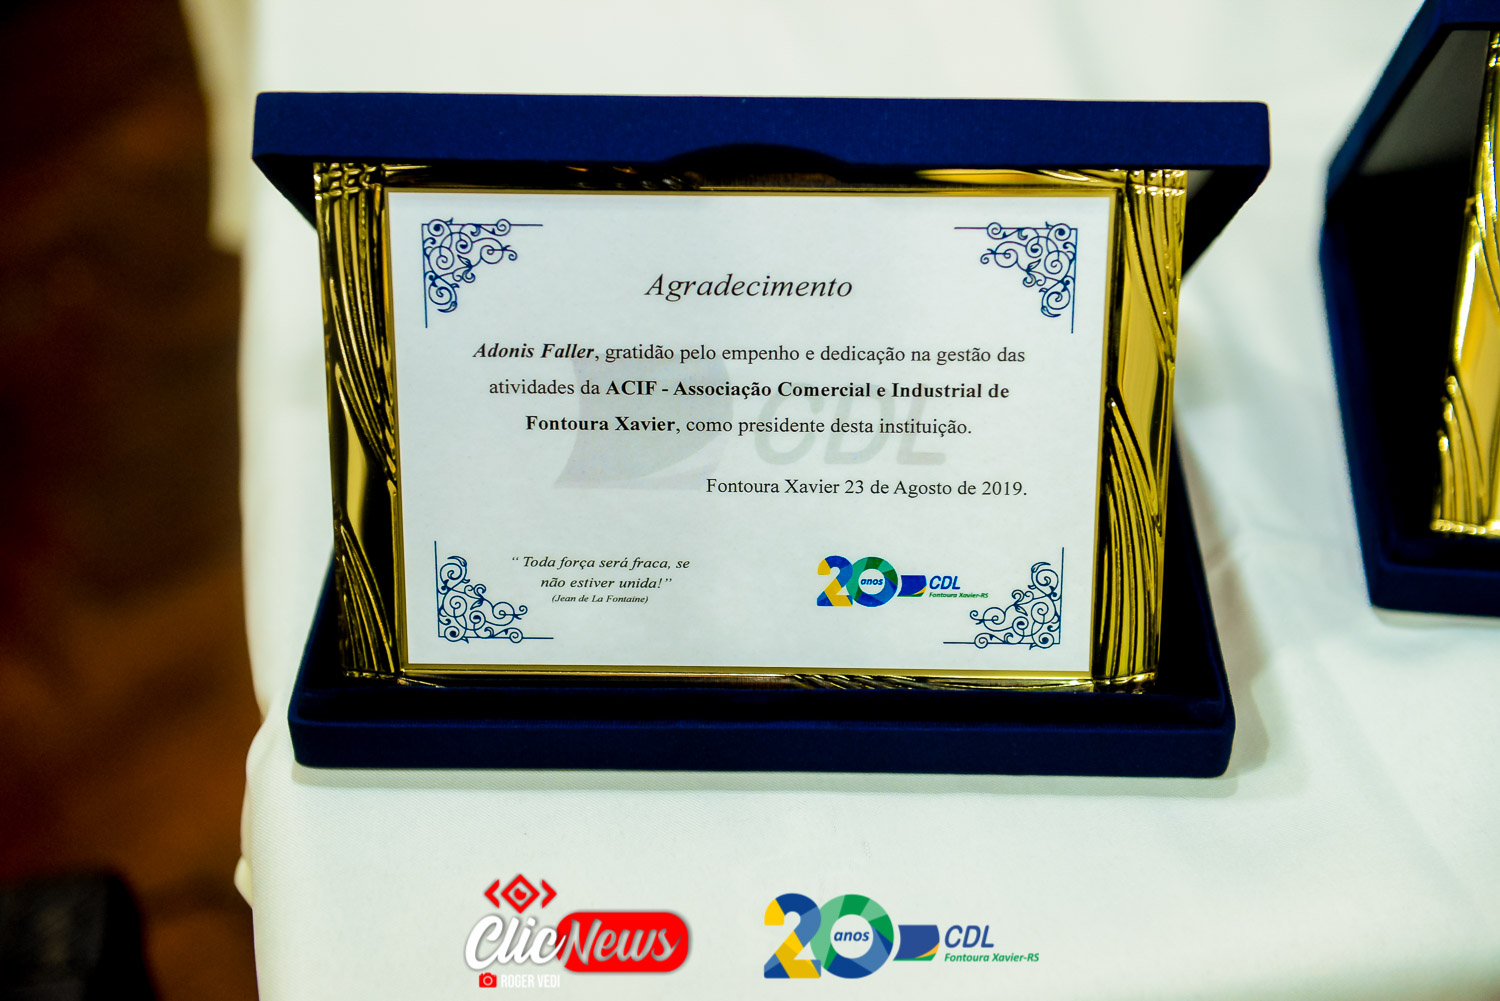 Agradecimento
Adonis Faller, gratidão pelo empenho e dedicação na gestão das
atividades da ACIF - Associação Comercial e Industrial de
Fontoura Xavier, como presidente desta instituição.
CDL
Fontoura Xavier 23 de Agosto de 2019.
“ Toda força será fraca, se
não estiver unida!”
(Jean de La Fontaine)
20 anos CDL
Fontoura Xavier-RS
ClicNews
ROGER VEDI
20 anos CDL
Fontoura Xavier-RS